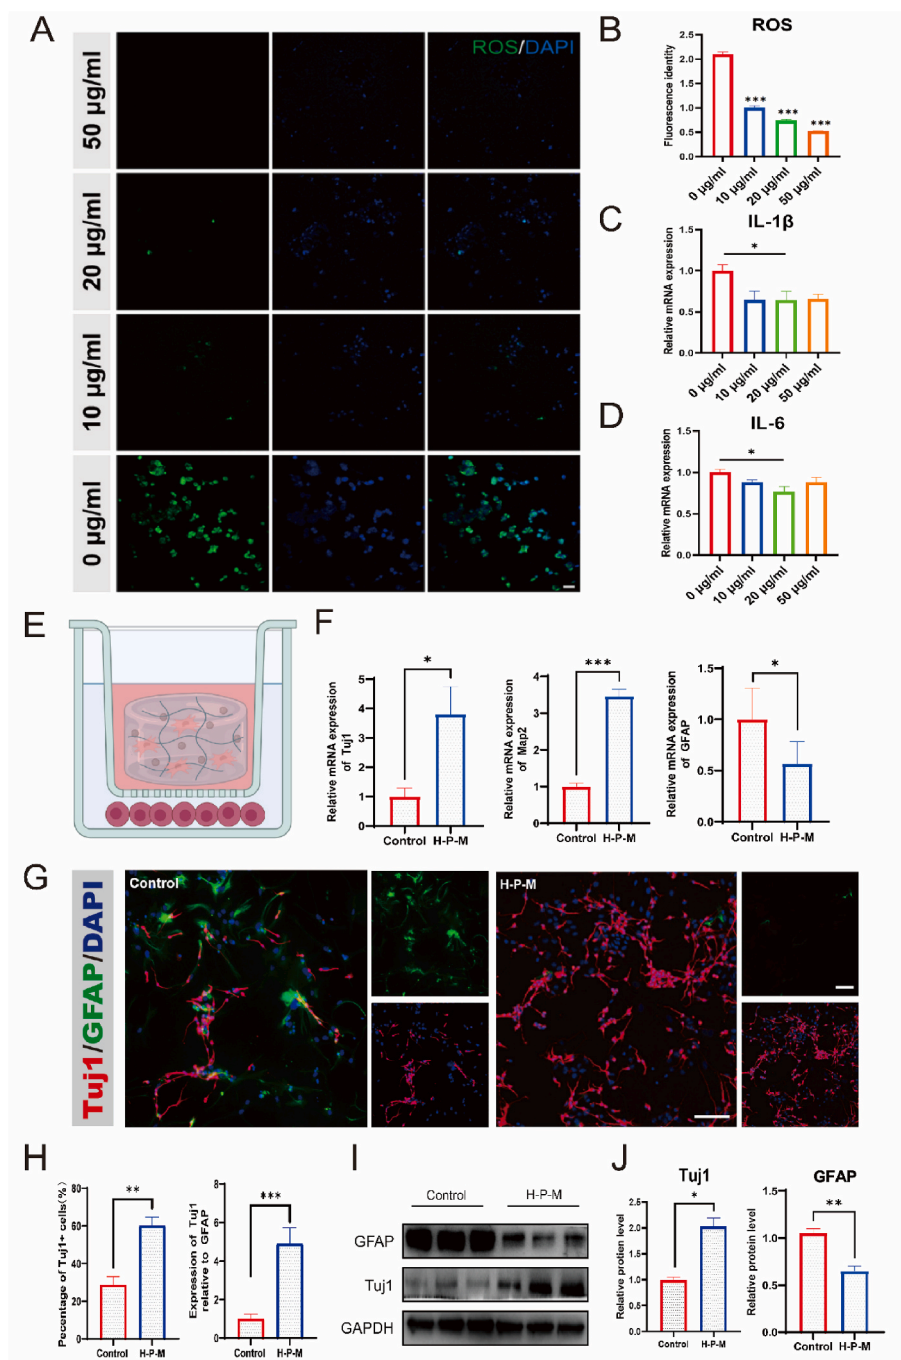 A
ROS/DAPI
50 μg/ml
20 μg/ml
10 μg/ml
0 μg/ml
B
ROS
Fluorescence identity
2.5
2.0
1.5
1.0
0.5
0.0
***
***
***
0 μg/ml
10 μg/ml
20 μg/ml
50 μg/ml
C
IL-1β
Relative mRNA expression
1.5
1.0
0.5
0.0
*
0 μg/ml
10 μg/ml
20 μg/ml
50 μg/ml
D
IL-6
Relative mRNA expression
1.5
1.0
0.5
0.0
*
0 μg/ml
10 μg/ml
20 μg/ml
50 μg/ml
E
F
Relative mRNA expression
of Tuj1
5
4
3
2
1
0
*
Control H-P-M
Relative mRNA expression
of Map2
4
3
2
1
0
***
Control H-P-M
Relative mRNA expression
of GFAP
1.5
1.0
0.5
0.0
*
Control H-P-M
G
Tuj1/GFAP/DAPI
Control
H-P-M
H
Pecentage of Tuj1+ cells(%)
80
60
40
20
0
**
Control H-P-M
Expression of Tuj1
relative to GFAP
8
6
4
2
0
***
Control H-P-M
I
Control H-P-M
GFAP
Tuj1
GAPDH
J
Tuj1
Relative protien level
2.5
2.0
1.5
1.0
0.5
0.0
*
Control H-P-M
GFAP
Relative protein level
1.5
1.0
0.5
0.0
**
Control H-P-M